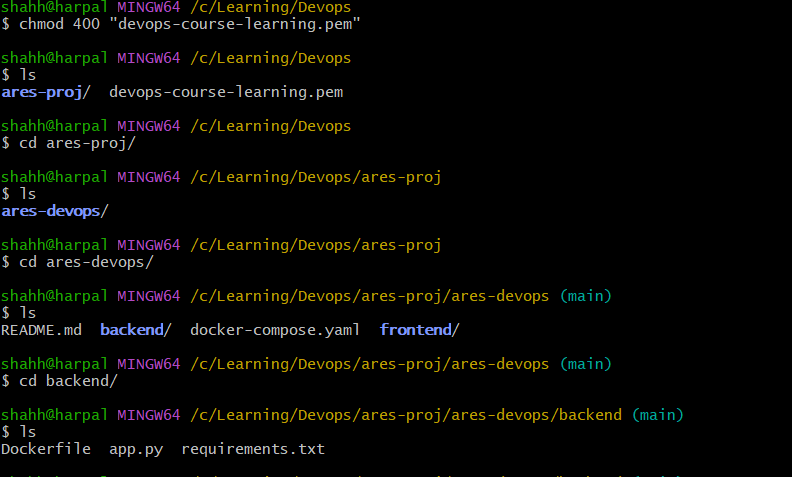 shahh@harpal MINGW64 /c/Learning/Devops
$ chmod 400 "devops-course-learning.pem"
shahh@harpal MINGW64 /c/Learning/Devops
$ ls
ares-proj/  devops-course-learning.pem
shahh@harpal MINGW64 /c/Learning/Devops
$ cd ares-proj/
shahh@harpal MINGW64 /c/Learning/Devops/ares-proj
$ ls
ares-devops/
shahh@harpal MINGW64 /c/Learning/Devops/ares-proj
$ cd ares-devops/
shahh@harpal MINGW64 /c/Learning/Devops/ares-proj/ares-devops (main)
$ ls
README.md  backend/  docker-compose.yaml  frontend/
shahh@harpal MINGW64 /c/Learning/Devops/ares-proj/ares-devops (main)
$ cd backend/
shahh@harpal MINGW64 /c/Learning/Devops/ares-proj/ares-devops/backend (main)
$ ls
Dockerfile  app.py  requirements.txt